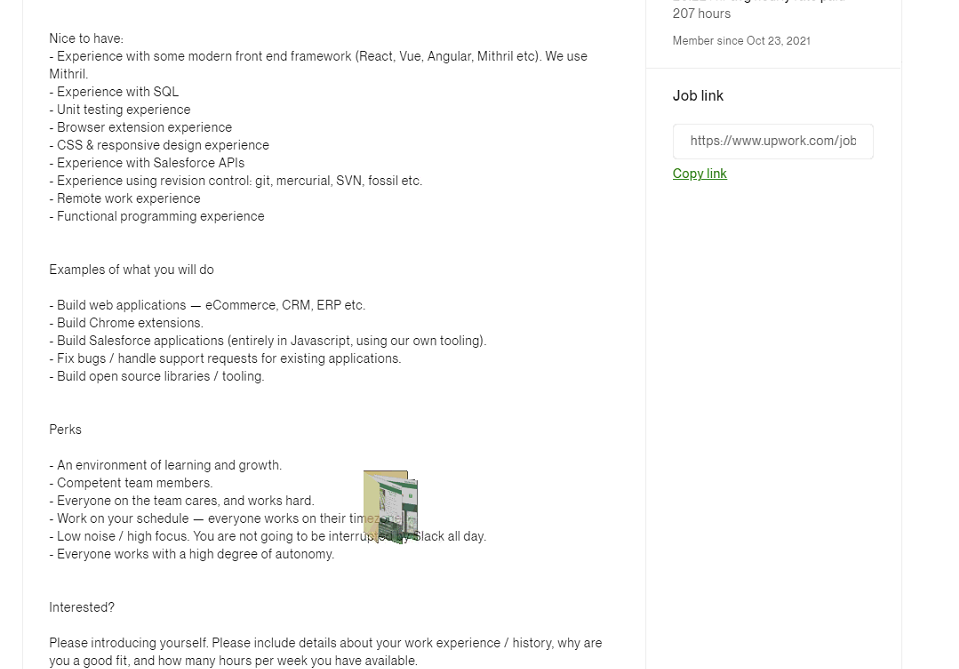 207 hours
Member since Oct 23, 2021
Job link
https://www.upwork.com/job
Copy link
Nice to have:
- Experience with some modern front end framework (React, Vue, Angular, Mithril etc). We use
Mithril.
- Experience with SQL
- Unit testing experience
- Browser extension experience
- CSS & responsive design experience
- Experience with Salesforce APIs
- Experience using revision control: git, mercurial, SVN, fossil etc.
- Remote work experience
- Functional programming experience
Examples of what you will do
- Build web applications — eCommerce, CRM, ERP etc.
- Build Chrome extensions.
- Build Salesforce applications (entirely in Javascript, using our own tooling).
- Fix bugs / handle support requests for existing applications.
- Build open source libraries / tooling.
Perks
- An environment of learning and growth.
- Competent team members.
- Everyone on the team cares, and works hard.
- Work on your schedule — everyone works on their
- Low noise / high focus. You are not going to be interrupted by Slack all day.
- Everyone works with a high degree of autonomy.
Interested?
Please introducing yourself. Please include details about your work experience / history, why are
you a good fit, and how many hours per week you have available.